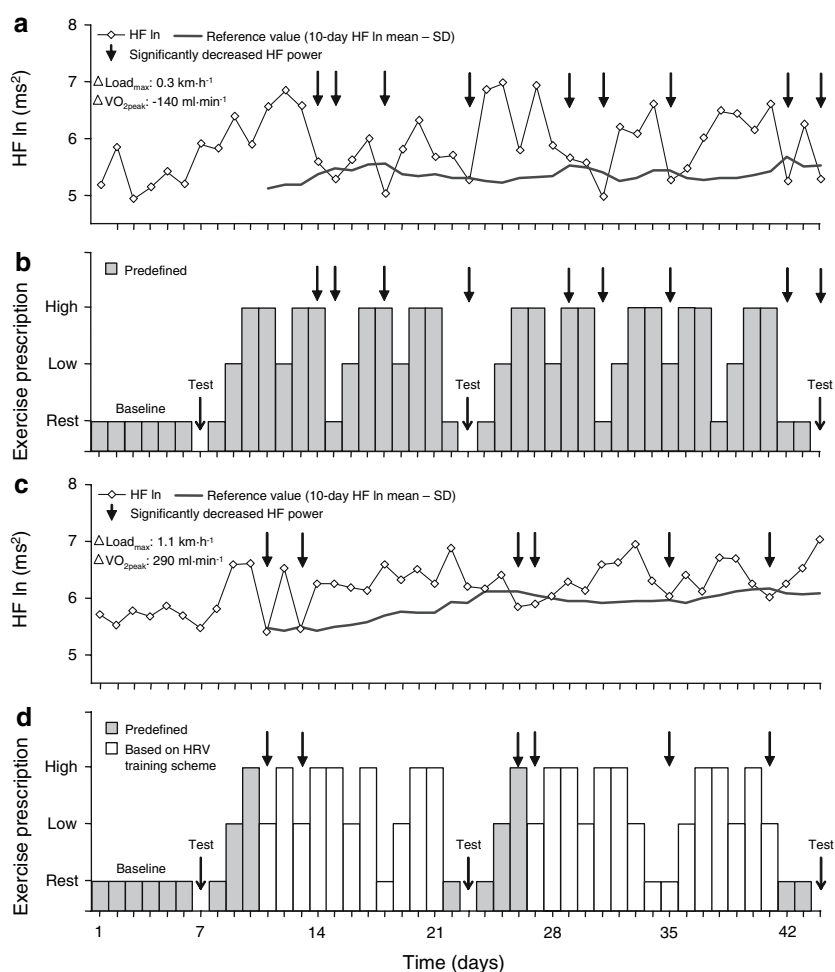 a
8
7
6
5
HF ln (ms²)
HF ln
Reference value (10-day HF ln mean – SD)
Significantly decreased HF power
△Loadₘₐₓ: 0.3 km·h⁻¹
△VO₂ₚₑₐₖ: -140 ml·min⁻¹
b
Predefined
High
Low
Rest
Exercise prescription
Baseline
Test
Test
Test
c
8
7
6
5
HF ln (ms²)
HF ln
Reference value (10-day HF ln mean – SD)
Significantly decreased HF power
△Loadₘₐₓ: 1.1 km·h⁻¹
△VO₂ₚₑₐₖ: 290 ml·min⁻¹
d
Predefined
Based on HRV
training scheme
High
Low
Rest
Exercise prescription
Baseline
Test
Test
Test
1 7 14 21 28 35 42
Time (days)